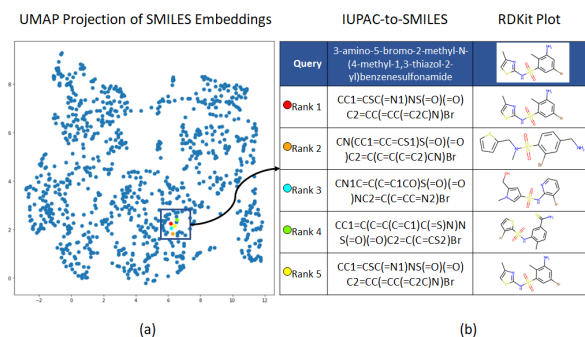 UMAP Projection of SMILES Embeddings
IUPAC-to-SMILES
RDKit Plot
Query
3-amino-5-bromo-2-methyl-N-
(4-methyl-1,3-thiazol-2-
yl)benzenesulfonamide
Rank 1
CC1=CSC(=N1)NS(=O)(=O)
C2=CC(=CC(=C2C)N)Br
Rank 2
CN(CC1=CC=CS1)S(=O)(=O
)C2=C(C=C(C=C2)CN)Br
Rank 3
CN1C=C(C=C1CO)S(=O)(=O
)NC2=C(C=CC=N2)Br
Rank 4
CC1=C(C=C(C=C1)C(=S)N)N
S(=O)(=O)C2=C(C=CS2)Br
Rank 5
CC1=CSC(=N1)NS(=O)(=O)
C2=CC(=CC(=C2C)N)Br
8
6
4
2
0
-2
0
2
4
6
8
10
12
(a)
(b)